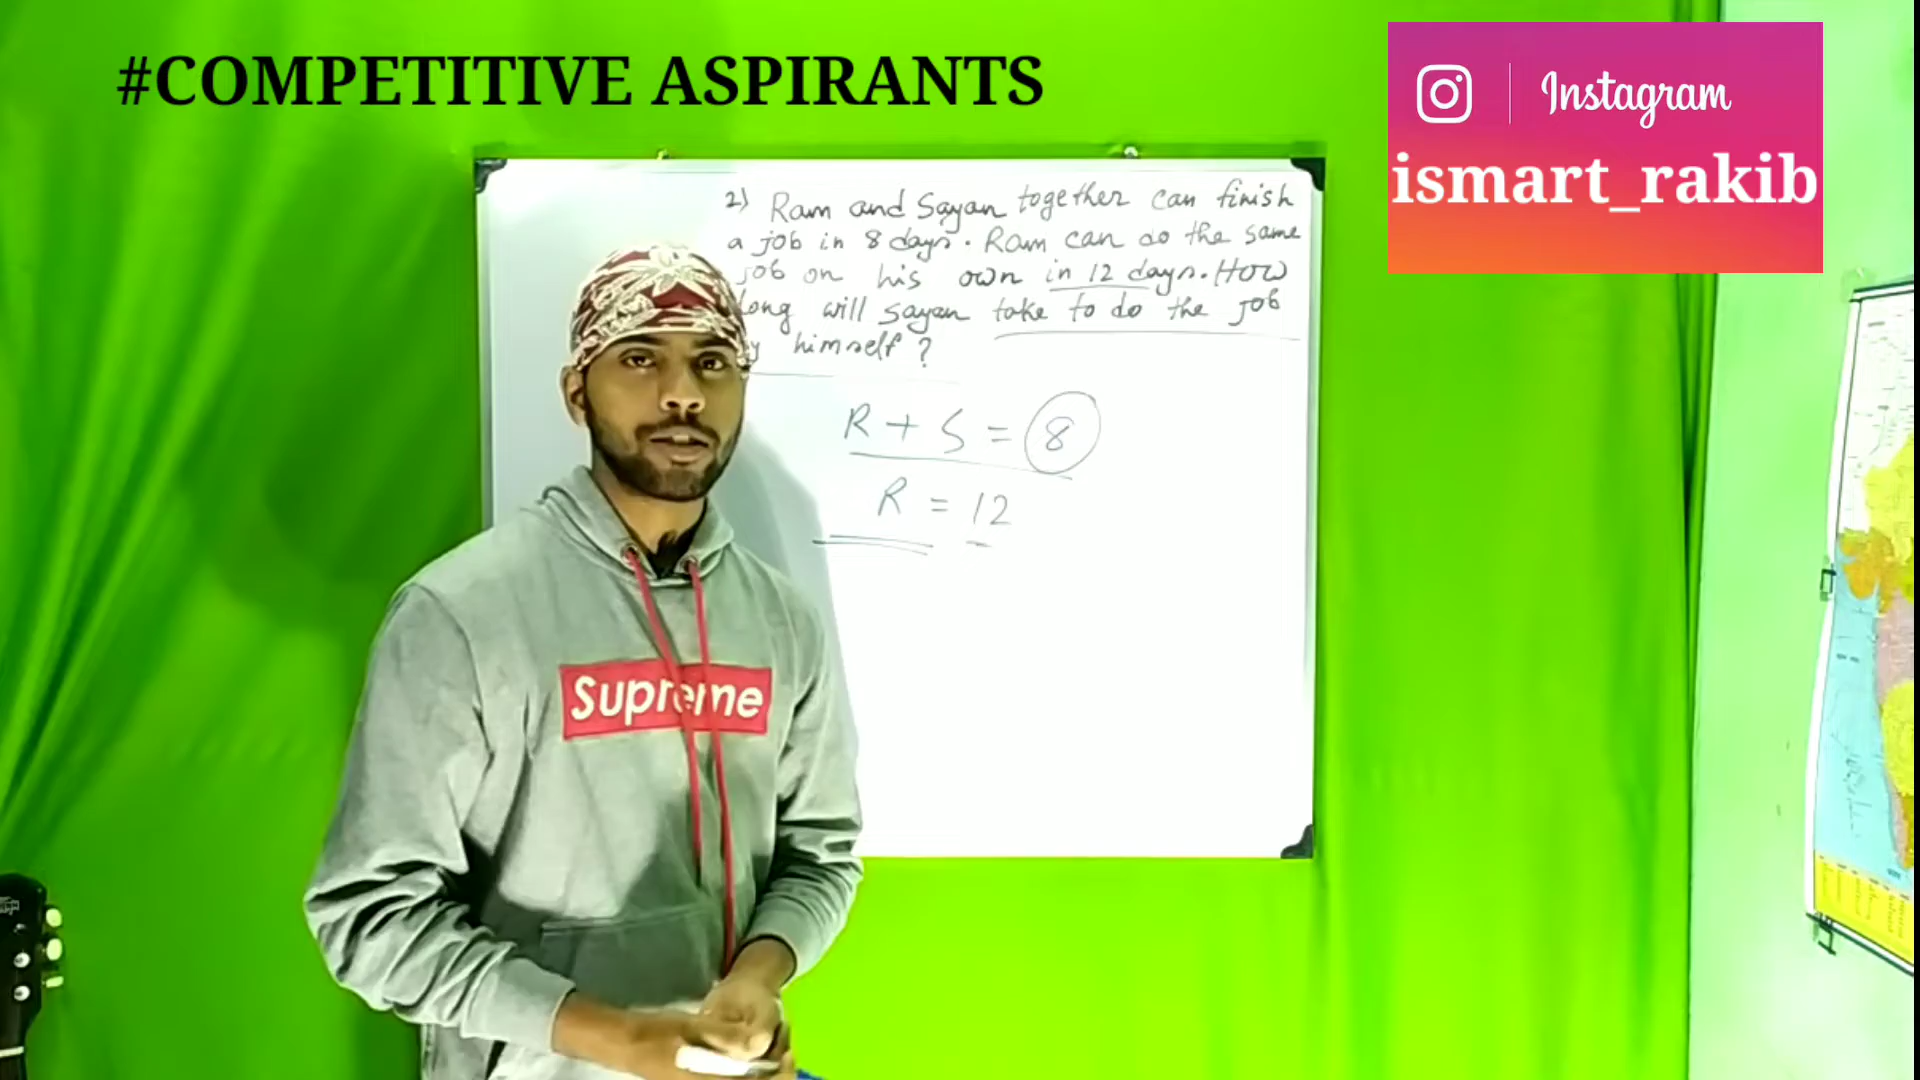 #COMPETITIVE ASPIRANTS
Instagram
ismart_rakib
2) Ram and Sayan together can finish
a job in 8 days. Ram can do the same
job on his own in 12 days. How
long will sayan take to do the job
himself ?
R + S = 8
R = 12
Supreme